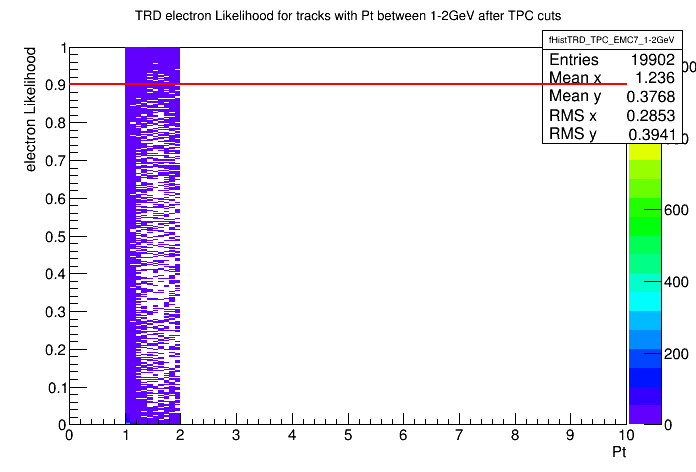 TRD electron Likelihood for tracks with Pt between 1-2GeV after TPC cuts
fHistTRD_TPC_EMC7_1-2GeV
Entries 19902
Mean x 1.236
Mean y 0.3768
RMS x 0.2853
RMS y 0.3941
electron Likelihood
1
0.9
0.8
0.7
0.6
0.5
0.4
0.3
0.2
0.1
0
600
400
200
0
0 1 2 3 4 5 6 7 8 9 10
Pt